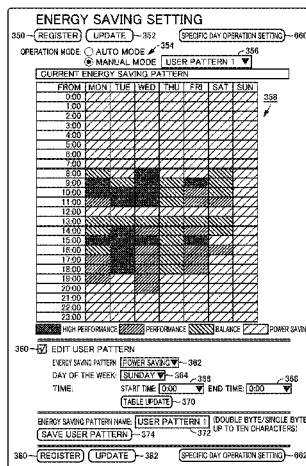 ENERGY SAVING SETTING
350 REGISTER UPDATE 352 SPECIFIC DAY OPERATION SETTING 660
OPERATION MODE: AUTO MODE 354
MANUAL MODE USER PATTERN 1 ▼ 356
CURRENT ENERGY SAVING PATTERN
FROM MON TUE WED THU FRI SAT SUN 358
0:00
1:00
2:00
3:00
4:00
5:00
6:00
7:00
8:00
9:00
10:00
11:00
12:00
13:00
14:00
15:00
16:00
17:00
18:00
19:00
20:00
21:00
22:00
23:00
HIGH PERFORMANCE PERFORMANCE BALANCE POWER SAVIN
360 EDIT USER PATTERN
ENERGY SAVING PATTERN POWER SAVING ▼ 362
DAY OF THE WEEK: SUNDAY ▼ 364
TIME: START TIME: 0:00 ▼ END TIME: 0:00 ▼ 368
TABLE UPDATE 370
ENERGY SAVING PATTERN NAME: USER PATTERN 1 (DOUBLE BYTE/SINGLE BYTE
UP TO TEN CHARACTERS)
SAVE USER PATTERN 374 372
REGISTER UPDATE 382 SPECIFIC DAY OPERATION SETTING